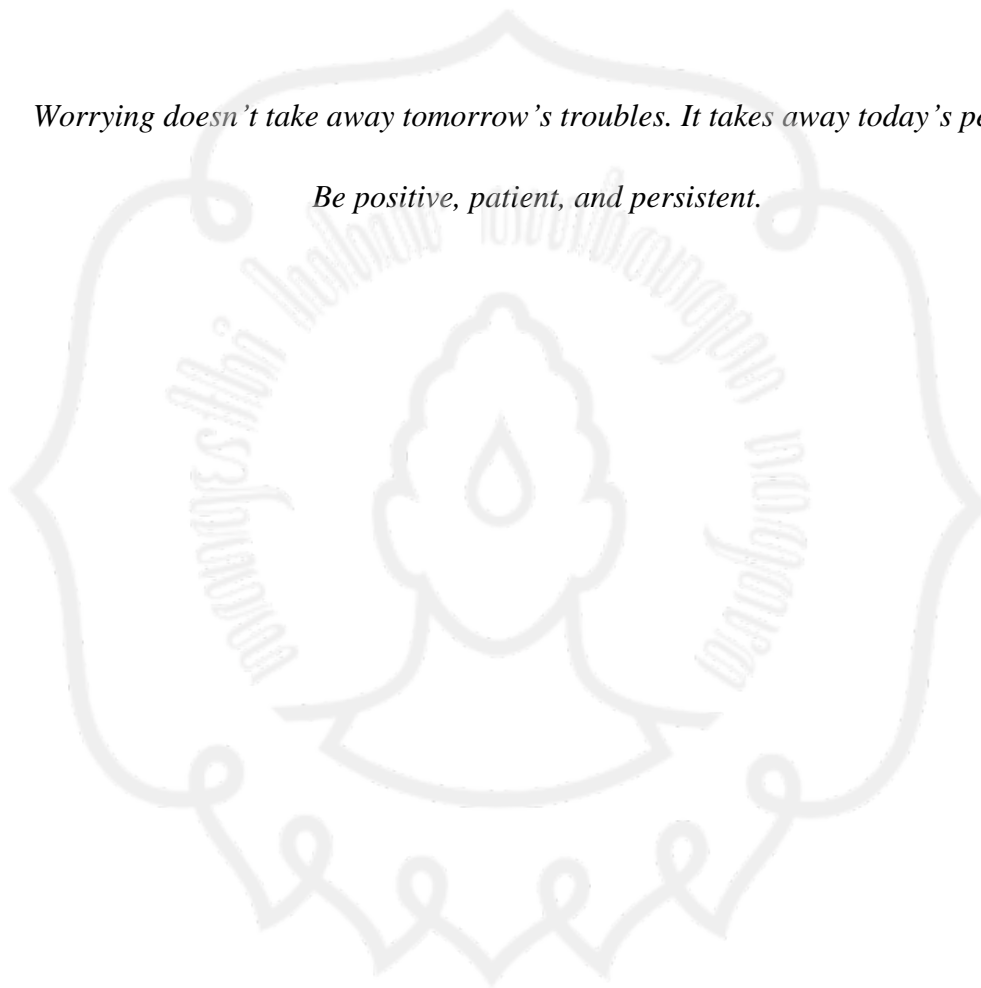 Worrying doesn’t take away tomorrow’s troubles. It takes away today’s
Be positive, patient, and persistent.